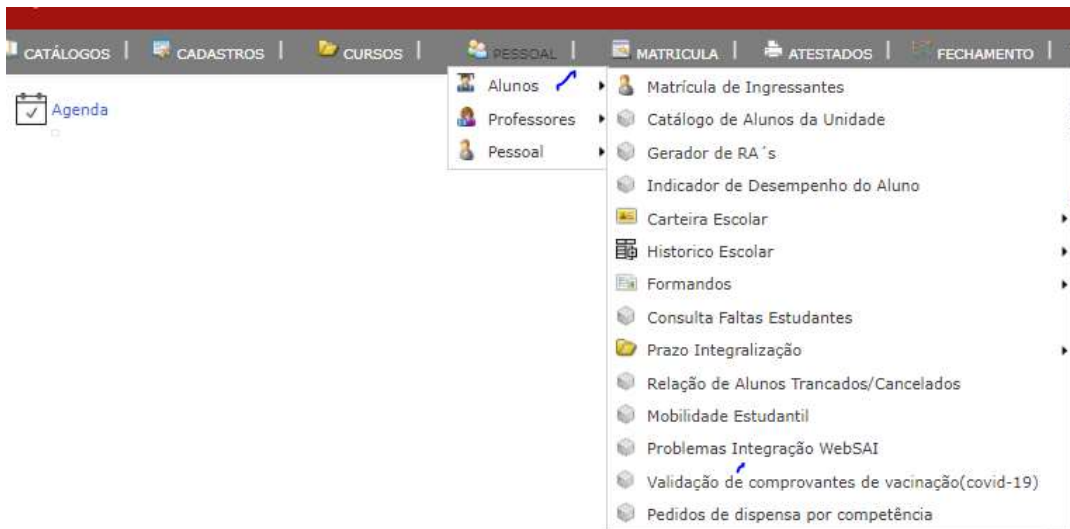 CATÁLOGOS | CADASTROS | CURSOS | PESSOAL | MATRICULA | ATESTADOS | FECHAMENTO |
Agenda
Alunos
Professores
Pessoal
Matrícula de Ingressantes
Catálogo de Alunos da Unidade
Gerador de RA´s
Indicador de Desempenho do Aluno
Carteira Escolar
Historico Escolar
Formandos
Consulta Faltas Estudantes
Prazo Integralização
Relação de Alunos Trancados/Cancelados
Mobilidade Estudantil
Problemas Integração WebSAI
Validação de comprovantes de vacinação(covid-19)
Pedidos de dispensa por competência